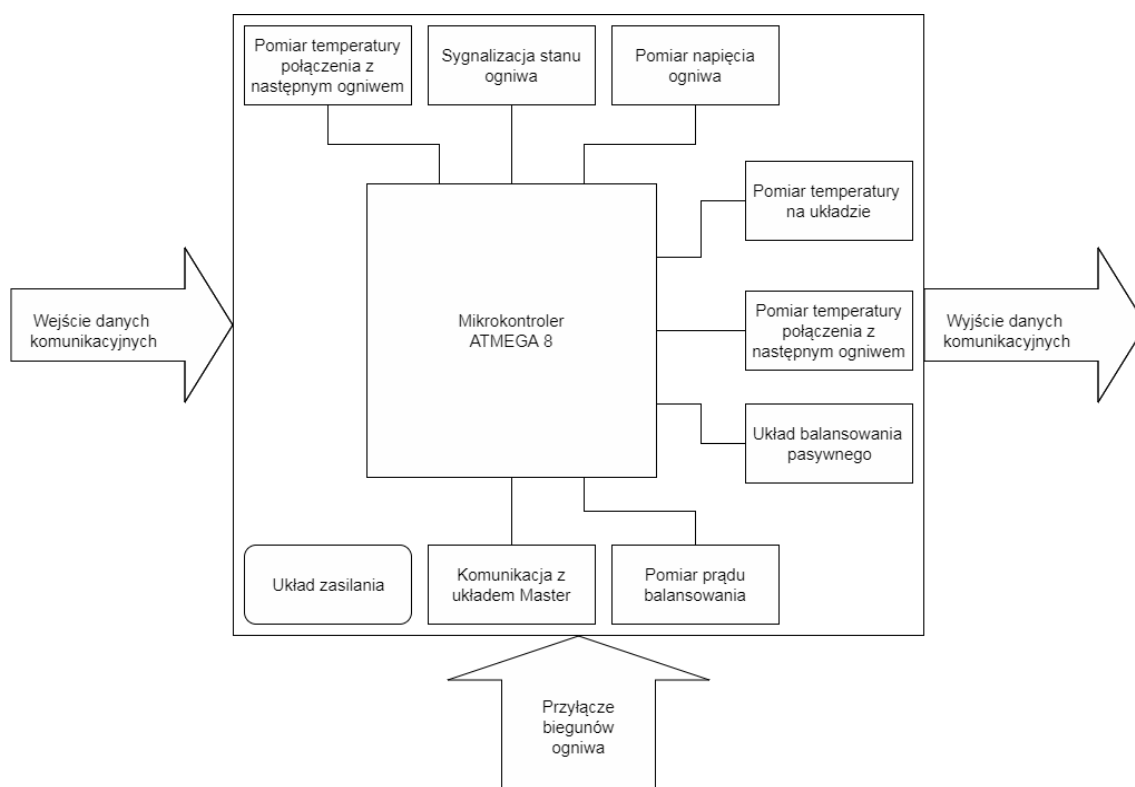 Pomiar temperatury
połączenia z
następnym ogniwem
Sygnalizacja stanu
ogniwa
Pomiar napięcia
ogniwa
Pomiar temperatury
na układzie
Wejście danych
komunikacyjnych
Mikrokontroler
ATMEGA 8
Pomiar temperatury
połączenia z
następnym ogniwem
Wyjście danych
komunikacyjnych
Układ balansowania
pasywnego
Układ zasilania
Komunikacja z
układem Master
Pomiar prądu
balansowania
Przyłącze
biegunów
ogniwa